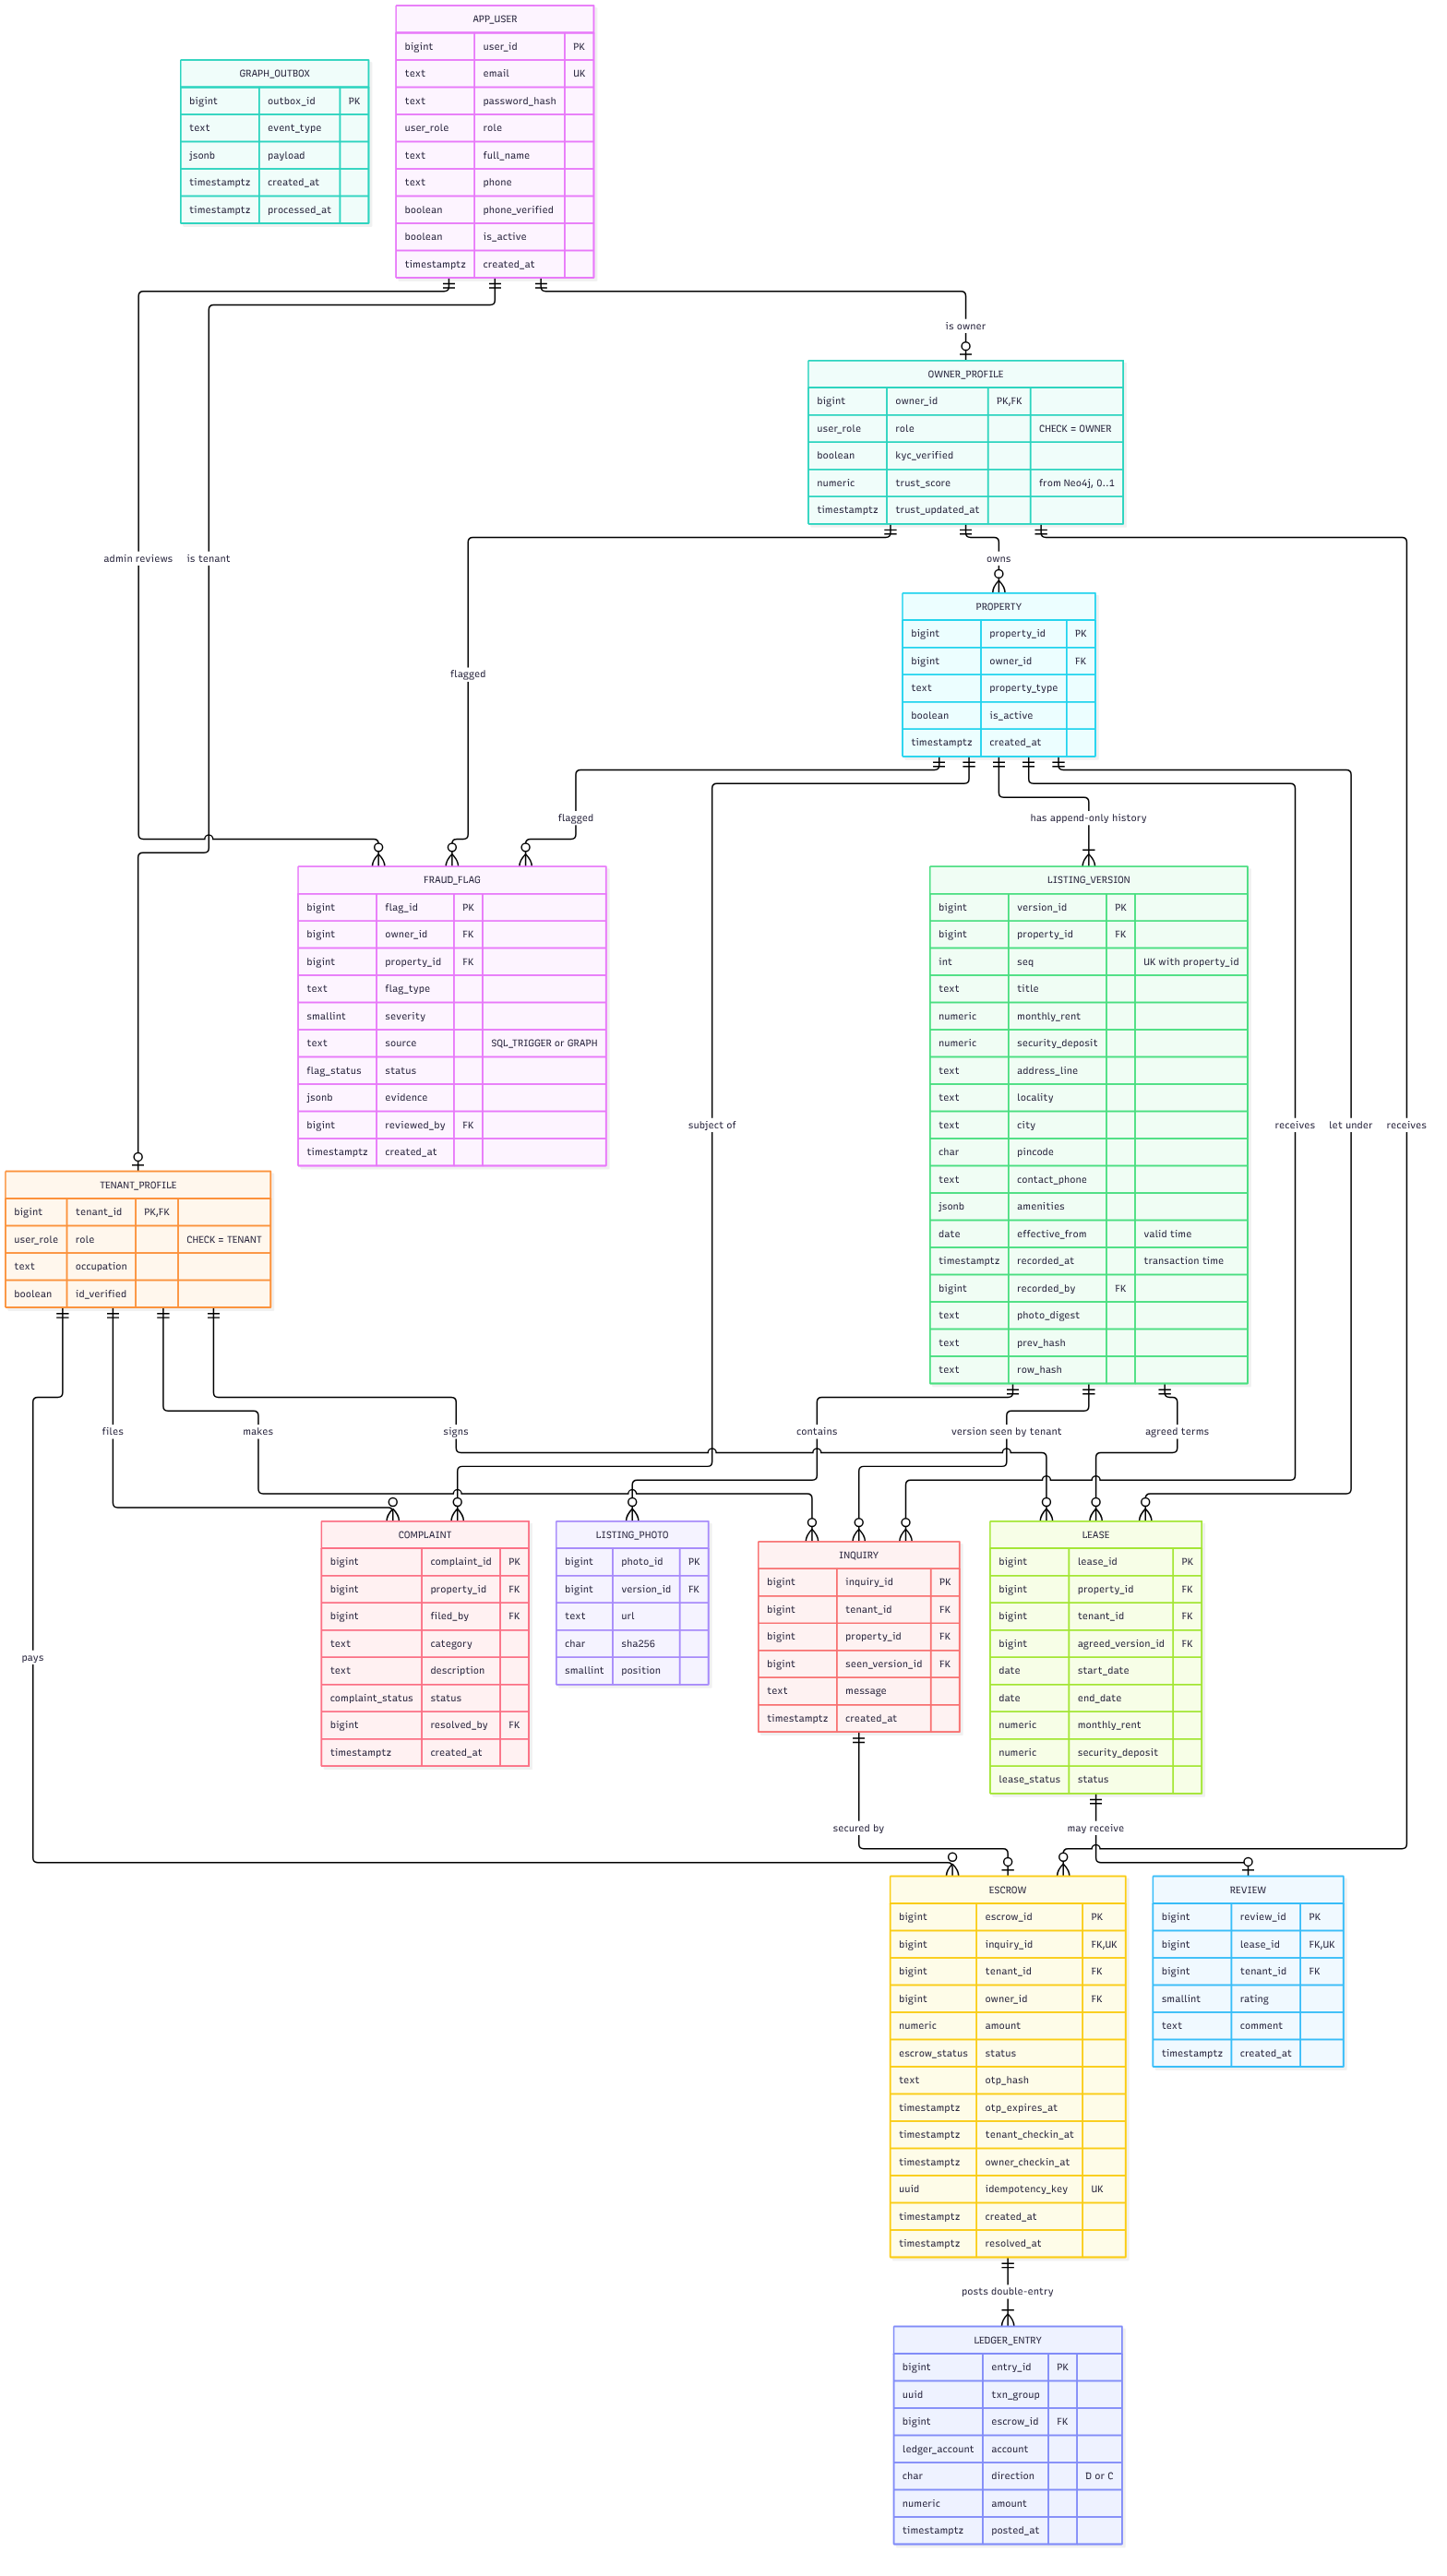 APP_USER
bigint user_id PK
text email UK
text password_hash
user_role role
text full_name
text phone
boolean phone_verified
boolean is_active
timestamptz created_at
GRAPH_OUTBOX
bigint outbox_id PK
text event_type
jsonb payload
timestamptz created_at
timestamptz processed_at
is owner
OWNER_PROFILE
bigint owner_id PK,FK
user_role role CHECK = OWNER
boolean kyc_verified
numeric trust_score from Neo4j, 0..1
timestamptz trust_updated_at
admin reviews
is tenant
owns
PROPERTY
bigint property_id PK
bigint owner_id FK
text property_type
boolean is_active
timestamptz created_at
flagged
flagged
has append-only history
FRAUD_FLAG
bigint flag_id PK
bigint owner_id FK
bigint property_id FK
text flag_type
smallint severity
text source SQL_TRIGGER or GRAPH
flag_status status
jsonb evidence
bigint reviewed_by FK
timestamptz created_at
LISTING_VERSION
bigint version_id PK
bigint property_id FK
int seq UK with property_id
text title
numeric monthly_rent
numeric security_deposit
text address_line
text locality
text city
char pincode
text contact_phone
jsonb amenities
date effective_from valid time
timestamptz recorded_at transaction time
bigint recorded_by FK
text photo_digest
text prev_hash
text row_hash
subject of
receives
let under
receives
TENANT_PROFILE
bigint tenant_id PK,FK
user_role role CHECK = TENANT
text occupation
boolean id_verified
files
makes
signs
contains
version seen by tenant
agreed terms
COMPLAINT
bigint complaint_id PK
bigint property_id FK
bigint filed_by FK
text category
text description
complaint_status status
bigint resolved_by FK
timestamptz created_at
LISTING_PHOTO
bigint photo_id PK
bigint version_id FK
text url
char sha256
smallint position
INQUIRY
bigint inquiry_id PK
bigint tenant_id FK
bigint property_id FK
bigint seen_version_id FK
text message
timestamptz created_at
LEASE
bigint lease_id PK
bigint property_id FK
bigint tenant_id FK
bigint agreed_version_id FK
date start_date
date end_date
numeric monthly_rent
numeric security_deposit
lease_status status
pays
secured by
may receive
ESCROW
bigint escrow_id PK
bigint inquiry_id FK,UK
bigint tenant_id FK
bigint owner_id FK
numeric amount
escrow_status status
text otp_hash
timestamptz otp_expires_at
timestamptz tenant_checkin_at
timestamptz owner_checkin_at
uuid idempotency_key UK
timestamptz created_at
timestamptz resolved_at
REVIEW
bigint review_id PK
bigint lease_id FK,UK
bigint tenant_id FK
smallint rating
text comment
timestamptz created_at
posts double-entry
LEDGER_ENTRY
bigint entry_id PK
uuid txn_group
bigint escrow_id FK
ledger_account account
char direction D or C
numeric amount
timestamptz posted_at